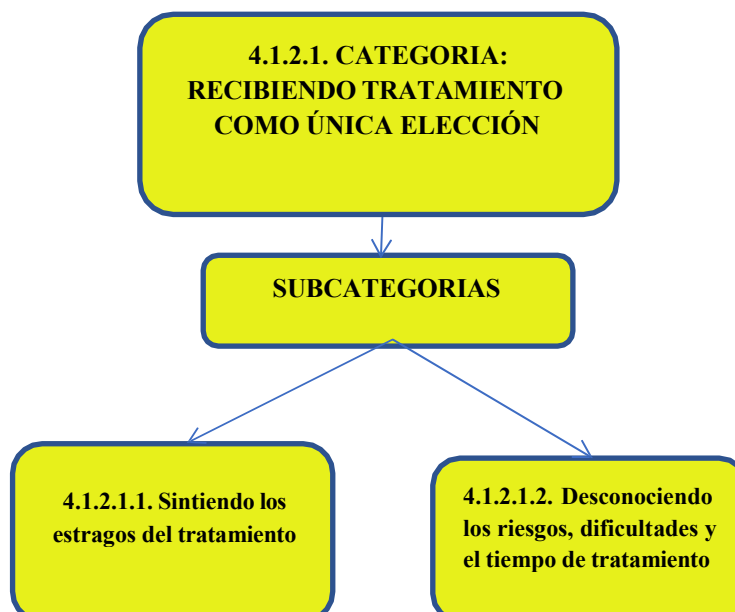 4.1.2.1. CATEGORIA:
RECIBIENDO TRATAMIENTO
COMO ÚNICA ELECCIÓN
SUBCATEGORIAS
4.1.2.1.1. Sintiendo los
estragos del tratamiento
4.1.2.1.2. Desconociendo
los riesgos, dificultades y
el tiempo de tratamiento